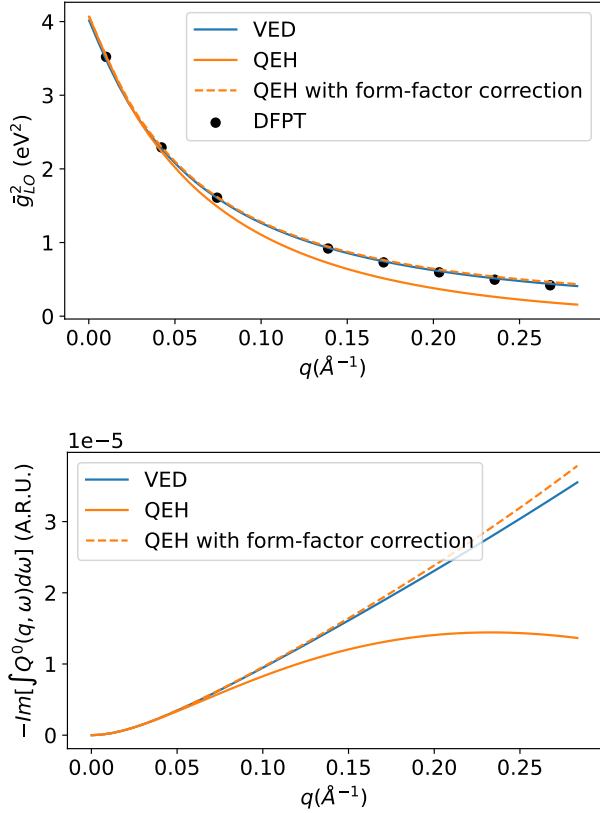 VED
QEH
QEH with form-factor correction
DFPT
4
3
2
1
0
ḡ²_LO (eV²)
0.00 0.05 0.10 0.15 0.20 0.25
q(Å⁻¹)
1e−5
VED
QEH
QEH with form-factor correction
3
2
1
0
−Im[∫Q⁰(q, ω)dω] (A.R.U.)
0.00 0.05 0.10 0.15 0.20 0.25
q(Å⁻¹)